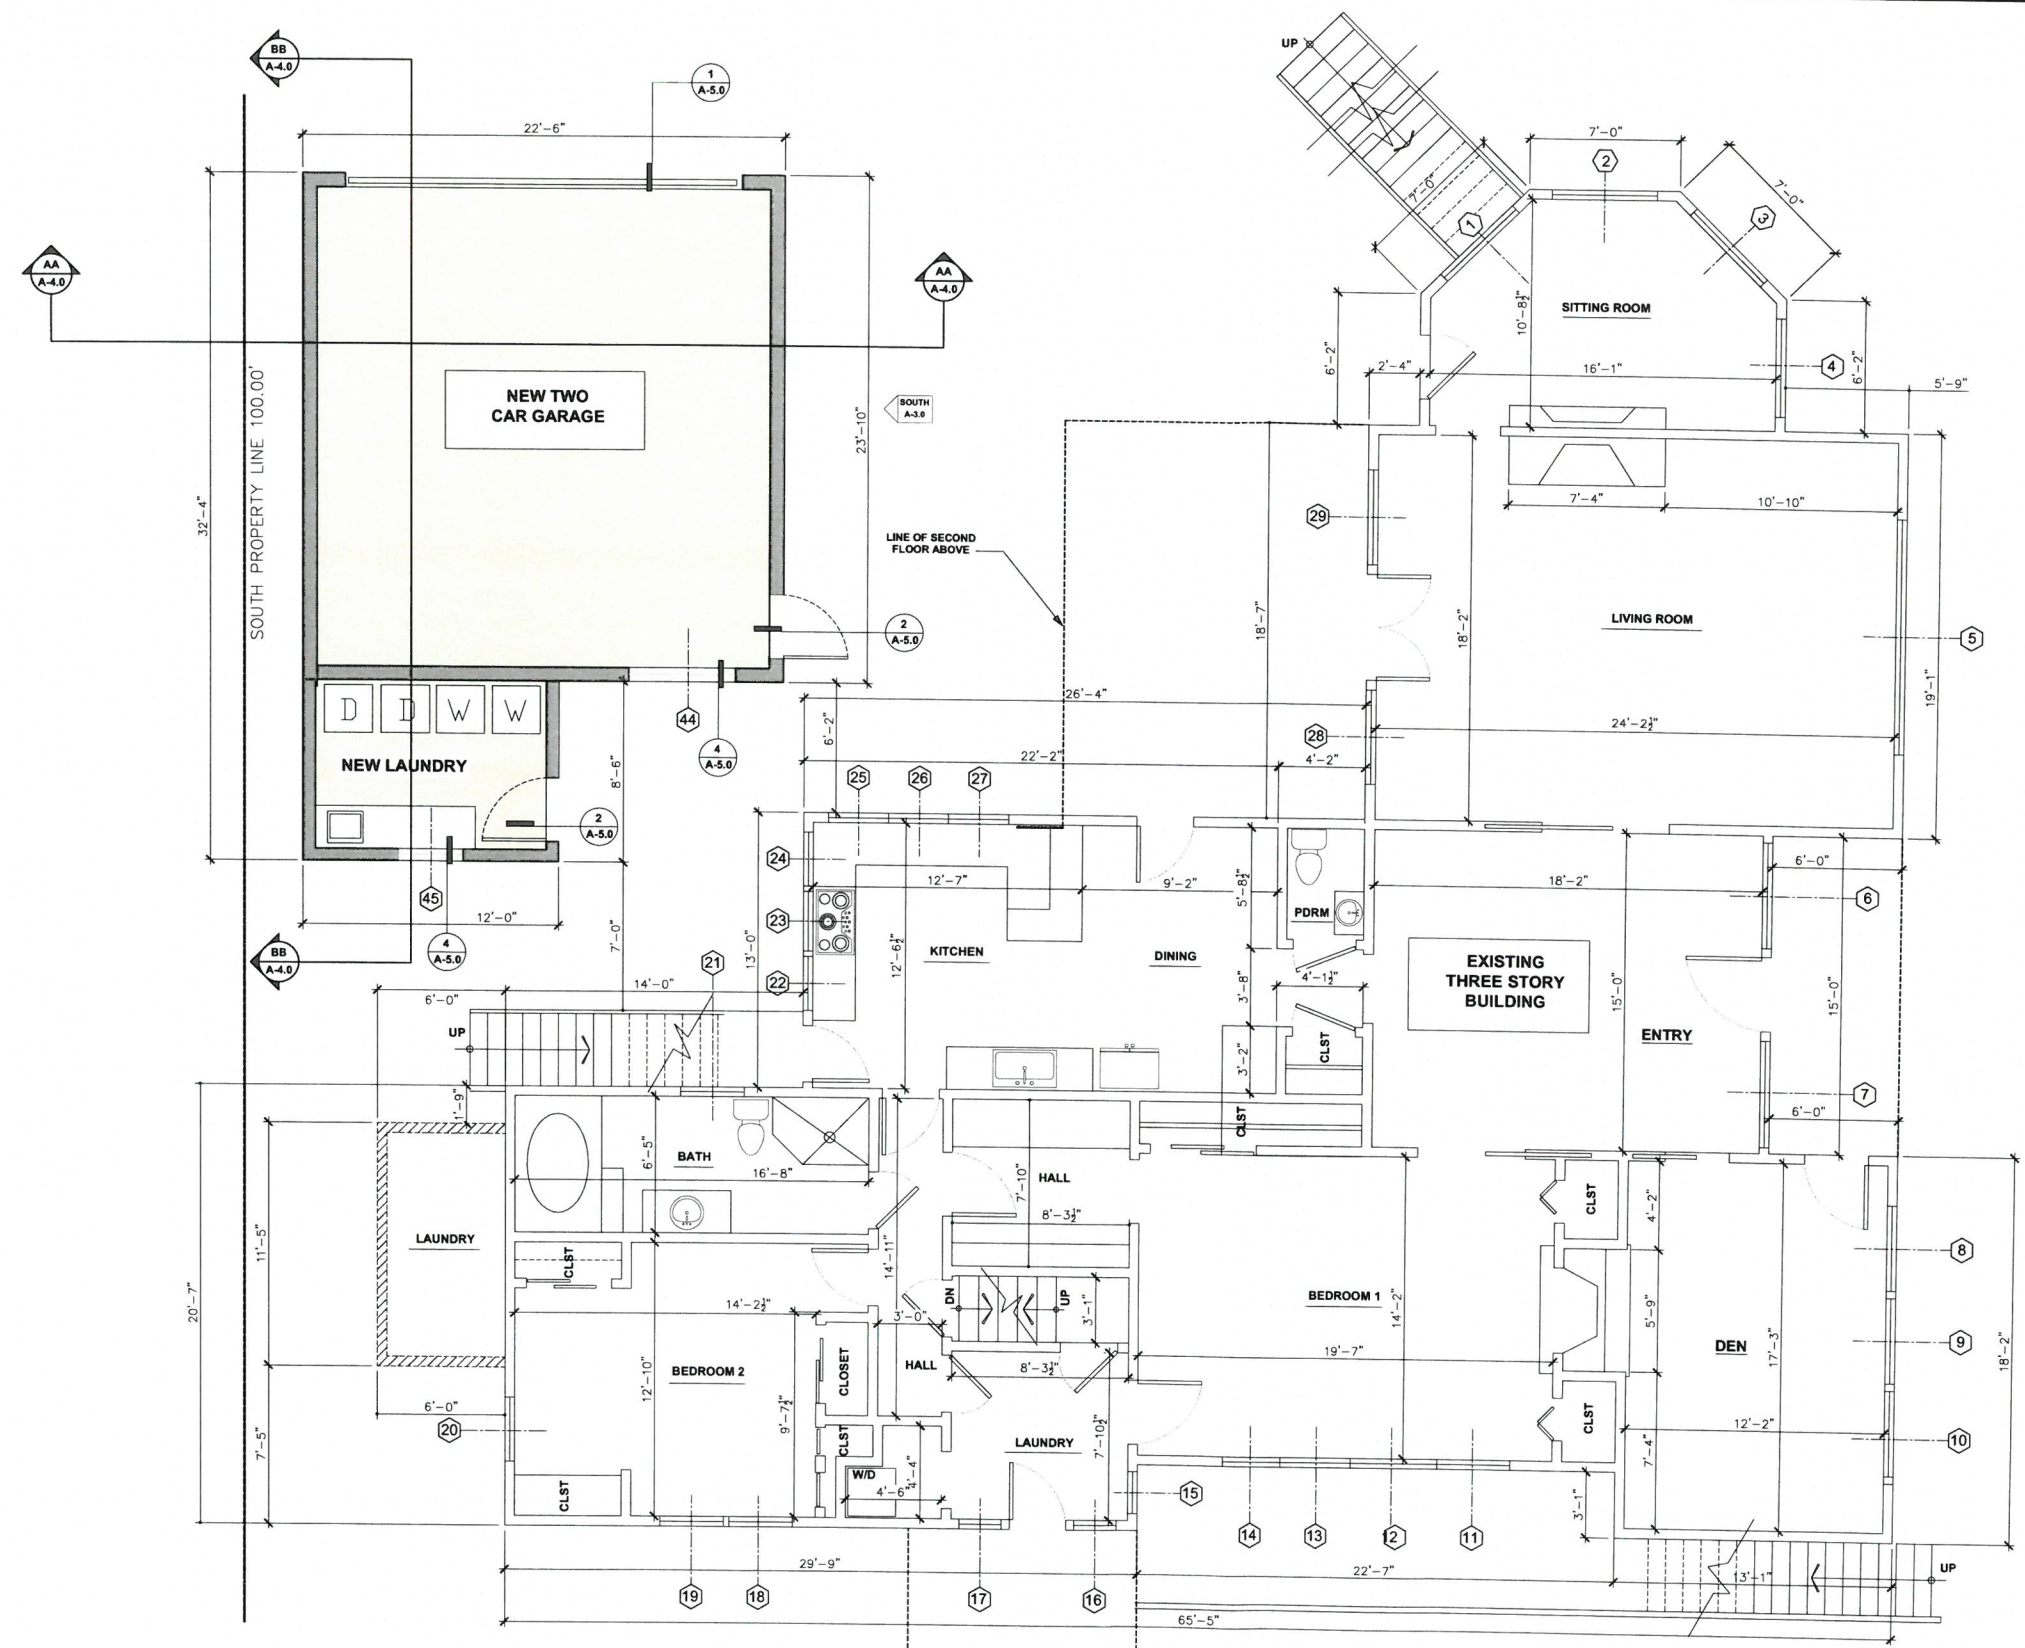 BB
A-4.0
1
A-5.0
UP
22'-6"
7'-0"
2
7'-0"
7'-0"
1
3
AA
A-4.0
AA
A-4.0
SITTING ROOM
10'-8½"
6'-2"
2'-4"
16'-1"
4
6'-2"
5'-9"
NEW TWO
CAR GARAGE
SOUTH
A-3.0
23'-10"
32'-4"
SOUTH PROPERTY LINE 100.00'
7'-4"
10'-10"
29
LINE OF SECOND
FLOOR ABOVE
18'-7"
18'-2"
LIVING ROOM
5
2
A-5.0
19'-1"
44
4
A-5.0
26'-4"
6'-2"
24'-2½"
28
22'-2"
4'-2"
D
D
W
W
NEW LAUNDRY
8'-6"
25
26
27
2
A-5.0
24
12'-7"
9'-2"
5'-8½"
18'-2"
6'-0"
6
45
12'-0"
23
PDRM
4
A-5.0
BB
A-4.0
7'-0"
13'-0"
12'-6½"
KITCHEN
DINING
EXISTING
THREE STORY
BUILDING
21
22
4'-1½"
3'-8"
15'-0"
15'-0"
6'-0"
14'-0"
UP
CLST
ENTRY
3'-2"
7
6'-0"
1'-9"
CLST
6'-5"
BATH
16'-8"
HALL
7'-10"
8'-3½"
CLST
4'-2"
11'-5"
LAUNDRY
CLST
14'-11"
8
20'-7"
14'-2½"
3'-0"
DN
UP
3'-1"
BEDROOM 1
14'-2"
5'-9"
DEN
17'-3"
9
18'-2"
BEDROOM 2
12'-10"
CLOSET
HALL
8'-3½"
19'-7"
6'-0"
20
9'-7½"
CLST
LAUNDRY
7'-10½"
CLST
12'-2"
10
7'-5"
7'-4"
CLST
W/D
4'-6"
4'-4"
15
3'-1"
14
13
12
11
29'-9"
22'-7"
13'-1"
UP
19
18
17
16
65'-5"